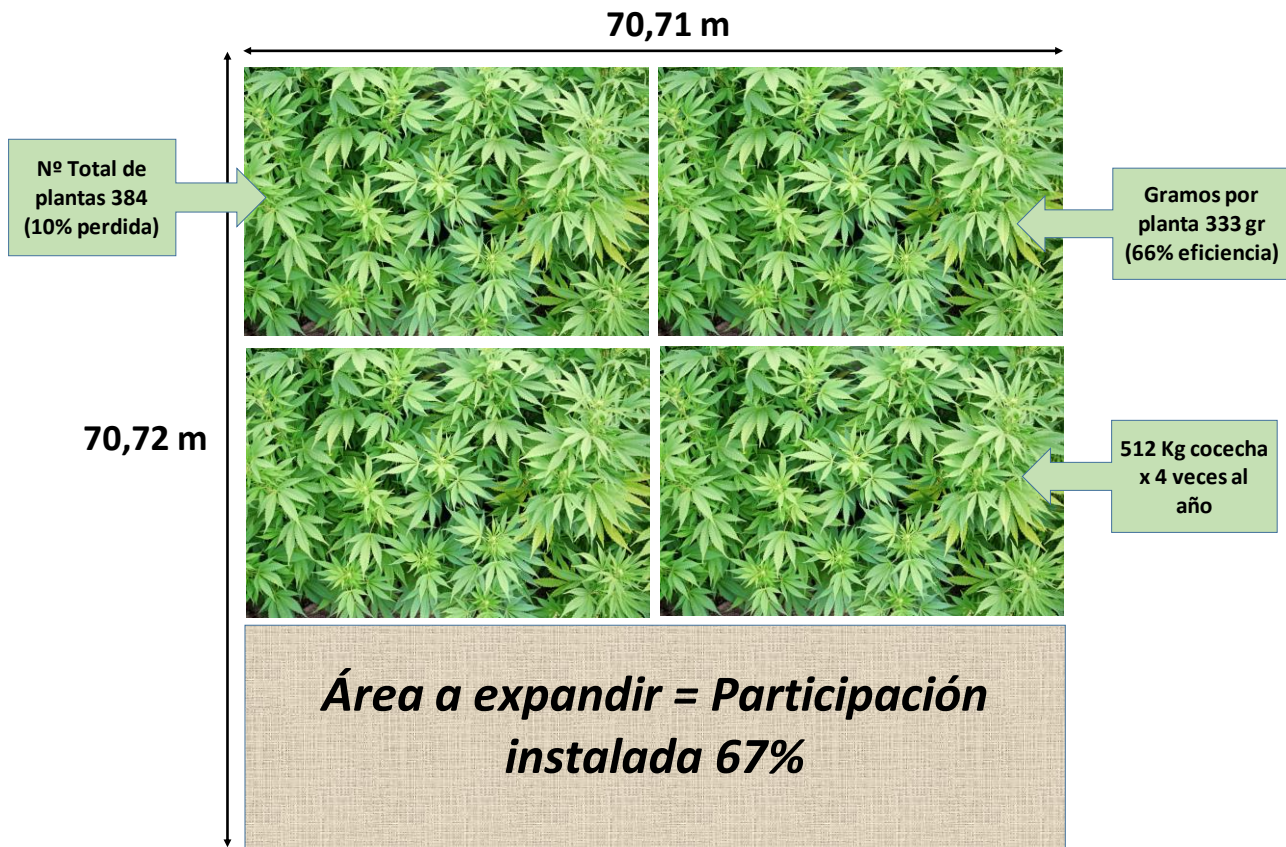 70,71 m
Nº Total de
plantas 384
(10% perdida)
Gramos por
planta 333 gr
(66% eficiencia)
70,72 m
512 Kg cocecha
x 4 veces al
año
Área a expandir = Participación
instalada 67%